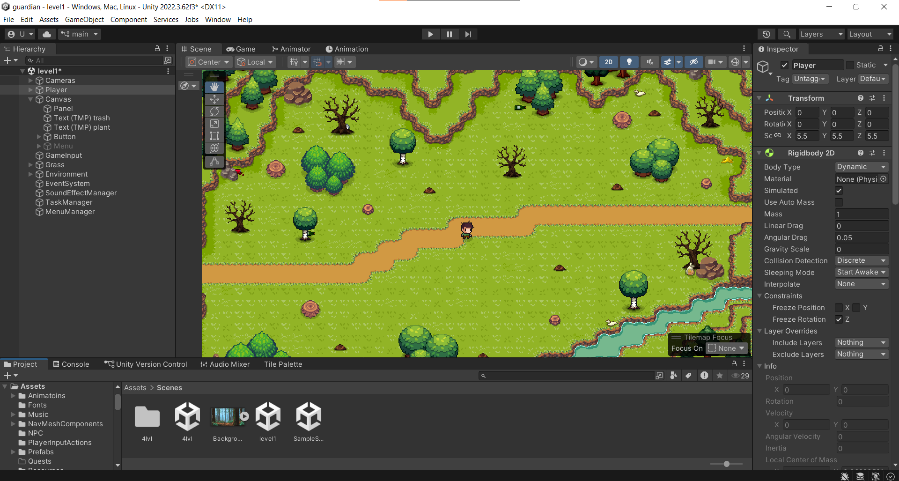 guardian - level1 - Windows, Mac, Linux - Unity 2022.3.62f3* <DX11>
File Edit Assets GameObject Component Services Jobs Window Help
U main Layers Layout
Hierarchy Scene Game Animator Animation Inspector
All Center Local 2D Player Static
level1* Tag Untagg Layer Defau
Cameras
Player Transform
Canvas
Panel Positi X 0 Y 0 Z 0
Text (TMP) trash Rotati X 0 Y 0 Z 0
Text (TMP) plant Sc X 5.5 Y 5.5 Z 5.5
Button
Menu Rigidbody 2D
GameInput Body Type Dynamic
Grass Material None (Physi
Environment Simulated
EventSystem Use Auto Mass
SoundEffectManager Mass 1
TaskManager Linear Drag 0
MenuManager Angular Drag 0.05
Gravity Scale 0
Collision Detection Discrete
Sleeping Mode Start Awake
Interpolate None
Constraints
Freeze Position X Y
Freeze Rotation Z
Layer Overrides
Tilemap Focus Include Layers Nothing
Focus On None Exclude Layers Nothing
Project Console Unity Version Control Audio Mixer Tile Palette Info
29 Position
Assets Assets > Scenes X 0 Y 0
Animatoins Rotation 0
Fonts Velocity
Music X 0 Y 0
NavMeshComponents Angular Velocity 0
NPC 4lvl 4lvl Backgro... level1 SampleS...
PlayerInputActions Inertia 0
Prefabs Local Center of Mass
Quests X 0 Y 0